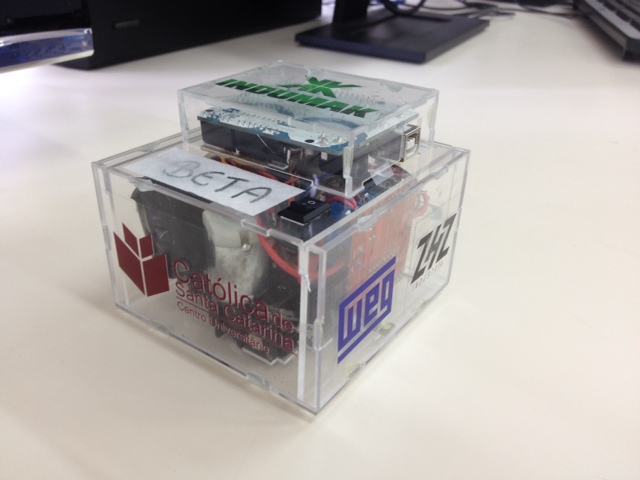 INDUMAK
BETA
Católica de
Santa Catarina
Centro Universitário
WEG
ZHZ